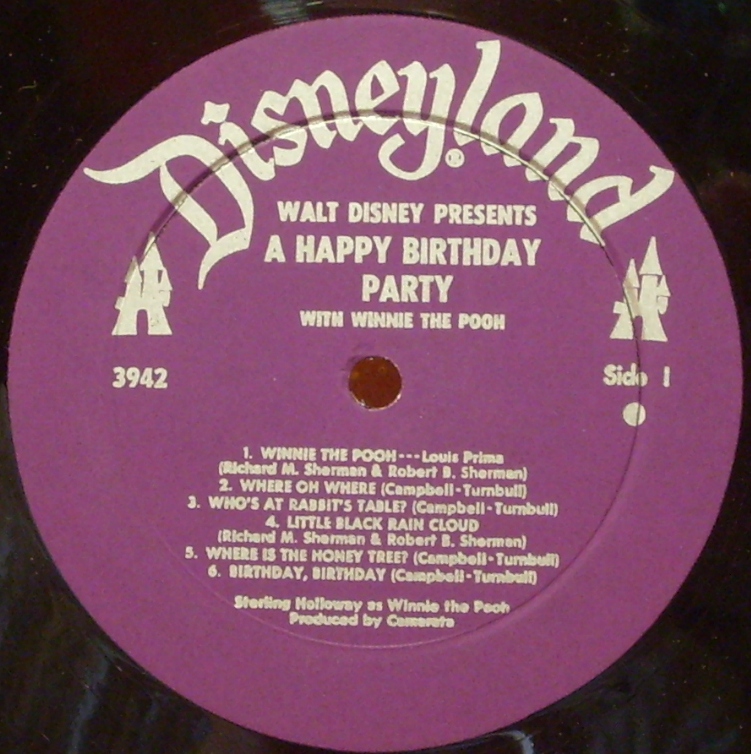 Disneyland®
WALT DISNEY PRESENTS
A HAPPY BIRTHDAY
PARTY
WITH WINNIE THE POOH
3942
Side 1
1. WINNIE THE POOH---Louis Prima
(Richard M. Sherman & Robert B. Sherman)
2. WHERE OH WHERE (Campbell-Turnbull)
3. WHO'S AT RABBIT'S TABLE? (Campbell-Turnbull)
4. LITTLE BLACK RAIN CLOUD
(Richard M. Sherman & Robert B. Sherman)
5. WHERE IS THE HONEY TREE? (Campbell-Turnbull)
6. BIRTHDAY, BIRTHDAY (Campbell-Turnbull)
Sterling Holloway as Winnie the Pooh
Produced by Camarata